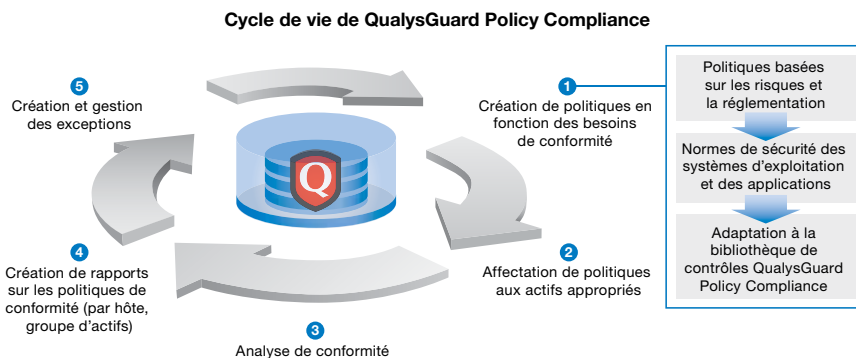 Cycle de vie de QualysGuard Policy Compliance
1
Création de politiques en
fonction des besoins
de conformité
Politiques basées
sur les risques et
la réglementation
Normes de sécurité des
systèmes d'exploitation
et des applications
Adaptation à la
bibliothèque de
contrôles QualysGuard
Policy Compliance
2
Affectation de politiques
aux actifs appropriés
3
Analyse de conformité
4
Création de rapports
sur les politiques de
conformité (par hôte,
groupe d'actifs)
5
Création et gestion
des exceptions
Q